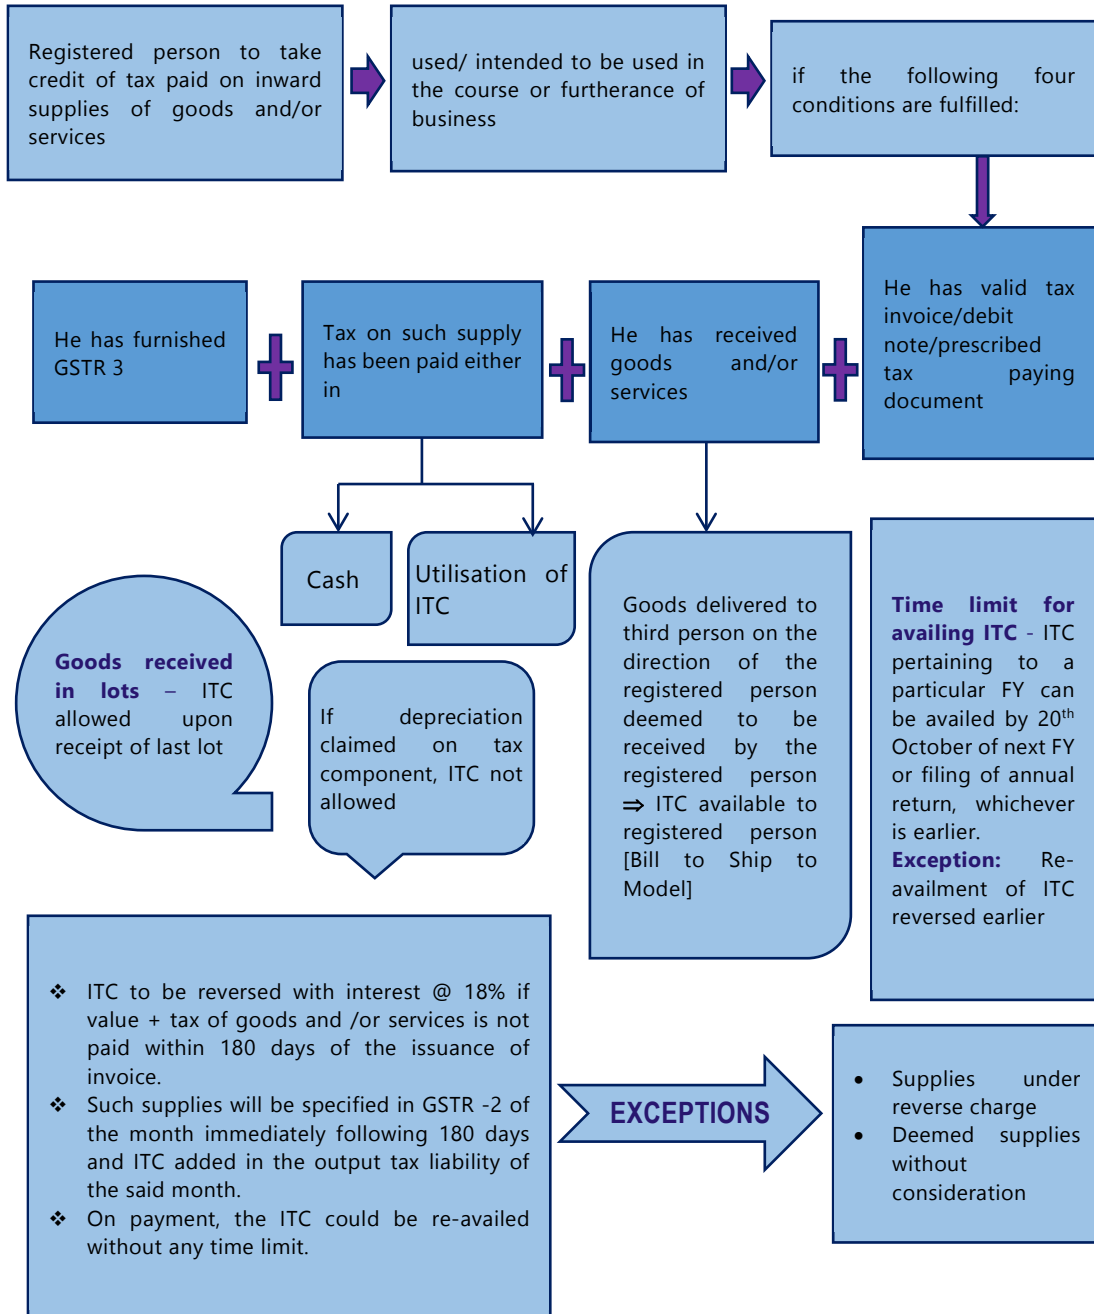 Registered person to take
credit of tax paid on inward
supplies of goods and/or
services
used/ intended to be used in
the course or furtherance of
business
if the following four
conditions are fulfilled:
He has furnished
GSTR 3
Tax on such supply
has been paid either
in
He has received
goods and/or
services
He has valid tax
invoice/debit
note/prescribed
tax paying
document
Cash
Utilisation of
ITC
Goods received
in lots – ITC
allowed upon
receipt of last lot
If depreciation
claimed on tax
component, ITC not
allowed
Goods delivered to
third person on the
direction of the
registered person
deemed to be
received by the
registered person
⇒ ITC available to
registered person
[Bill to Ship to
Model]
Time limit for
availing ITC - ITC
pertaining to a
particular FY can
be availed by 20th
October of next FY
or filing of annual
return, whichever
is earlier.
Exception: Re-
availment of ITC
reversed earlier
❖ ITC to be reversed with interest @ 18% if
value + tax of goods and /or services is not
paid within 180 days of the issuance of
invoice.
❖ Such supplies will be specified in GSTR -2 of
the month immediately following 180 days
and ITC added in the output tax liability of
the said month.
❖ On payment, the ITC could be re-availed
without any time limit.
EXCEPTIONS
• Supplies under
reverse charge
• Deemed supplies
without
consideration